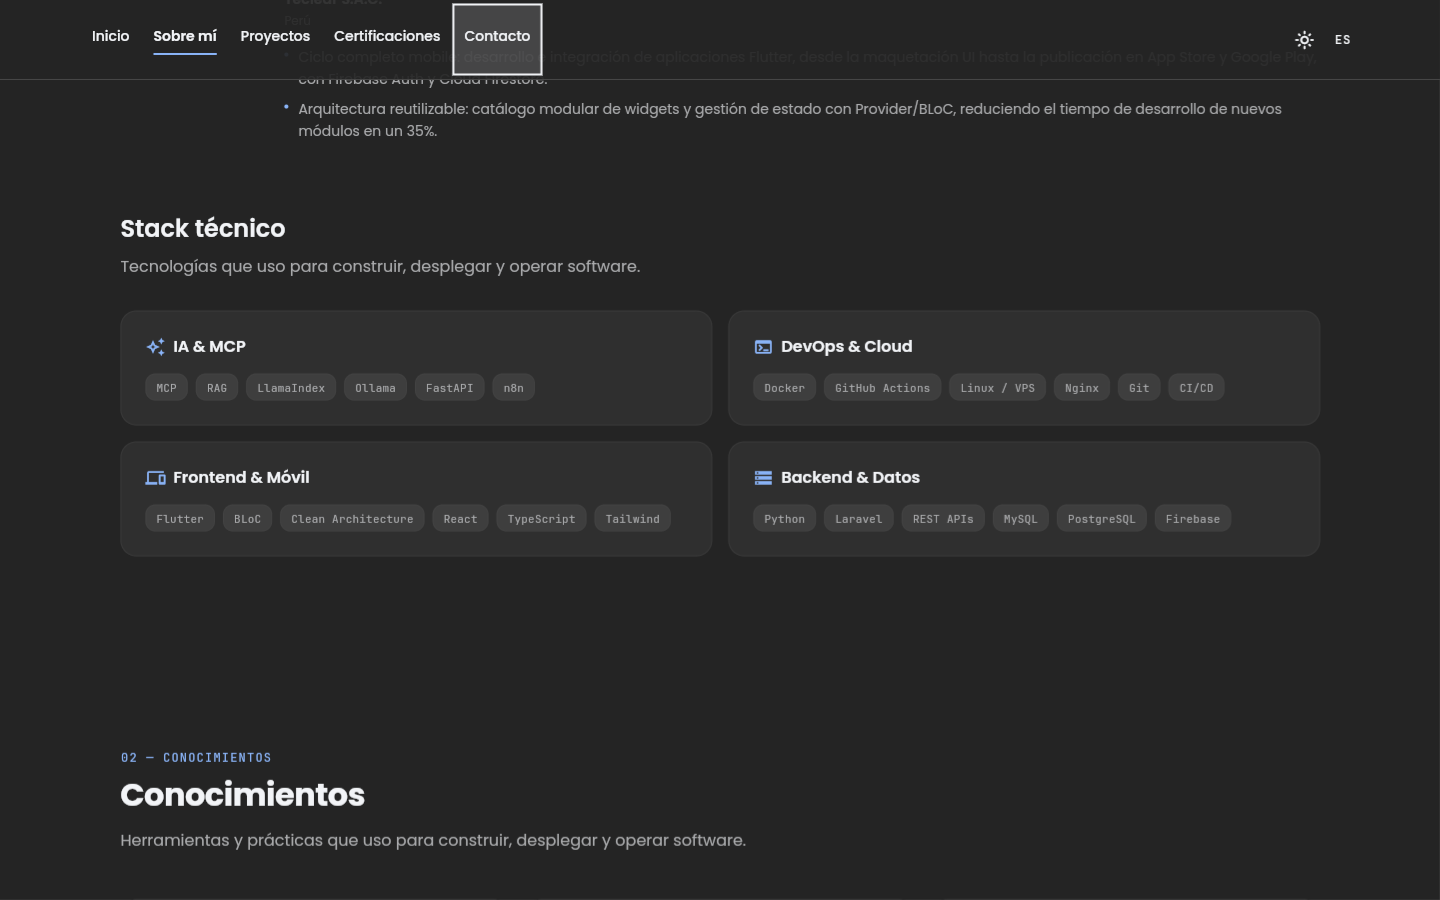 Inicio Sobre mí Proyectos Certificaciones Contacto ES
Perú
Ciclo completo mobile: desarrollo e integración de aplicaciones Flutter, desde la maquetación UI hasta la publicación en App Store y Google Play,
con Firebase Auth y Cloud Firestore.
Arquitectura reutilizable: catálogo modular de widgets y gestión de estado con Provider/BLoC, reduciendo el tiempo de desarrollo de nuevos
módulos en un 35%.
Stack técnico
Tecnologías que uso para construir, desplegar y operar software.
IA & MCP
MCP RAG LlamaIndex Ollama FastAPI n8n
DevOps & Cloud
Docker GitHub Actions Linux / VPS Nginx Git CI/CD
Frontend & Móvil
Flutter BLoC Clean Architecture React TypeScript Tailwind
Backend & Datos
Python Laravel REST APIs MySQL PostgreSQL Firebase
02 — CONOCIMIENTOS
Conocimientos
Herramientas y prácticas que uso para construir, desplegar y operar software.